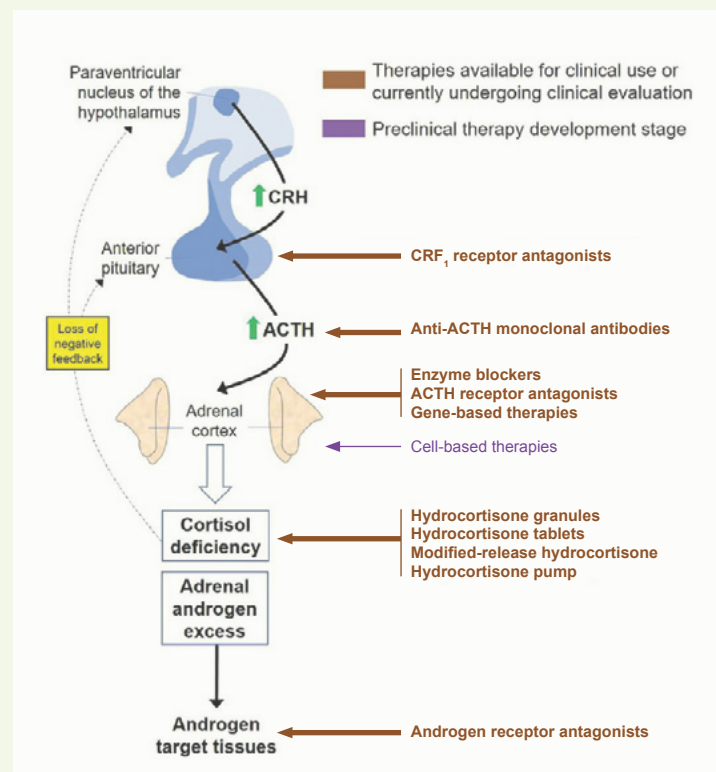 Paraventricular
nucleus of the
hypothalamus
Therapies available for clinical use or
currently undergoing clinical evaluation
Preclinical therapy development stage
CRH
Anterior
pituitary
CRF₁ receptor antagonists
Loss of
negative
feedback
ACTH
Anti-ACTH monoclonal antibodies
Enzyme blockers
ACTH receptor antagonists
Gene-based therapies
Adrenal
cortex
Cell-based therapies
Cortisol
deficiency
Hydrocortisone granules
Hydrocortisone tablets
Modified-release hydrocortisone
Hydrocortisone pump
Adrenal
androgen
excess
Androgen
target tissues
Androgen receptor antagonists